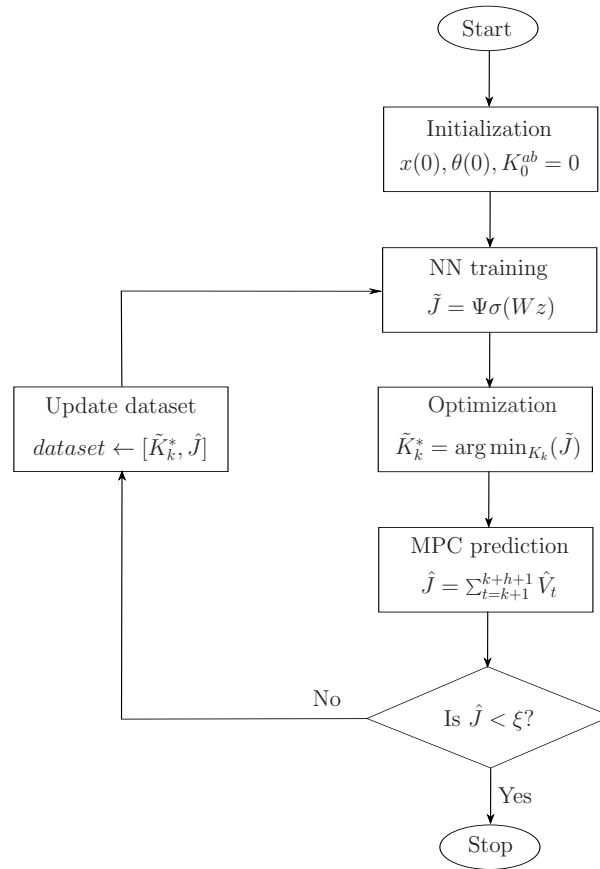 Start
Initialization
x(0), θ(0), K_0^{ab} = 0
NN training
J̃ = Ψσ(Wz)
Update dataset
dataset ← [K̃_k^*, Ĵ]
Optimization
K̃_k^* = arg min_{K_k}(J̃)
MPC prediction
Ĵ = ∑_{t=k+1}^{k+h+1} V̂_t
No
Is Ĵ < ξ?
Yes
Stop